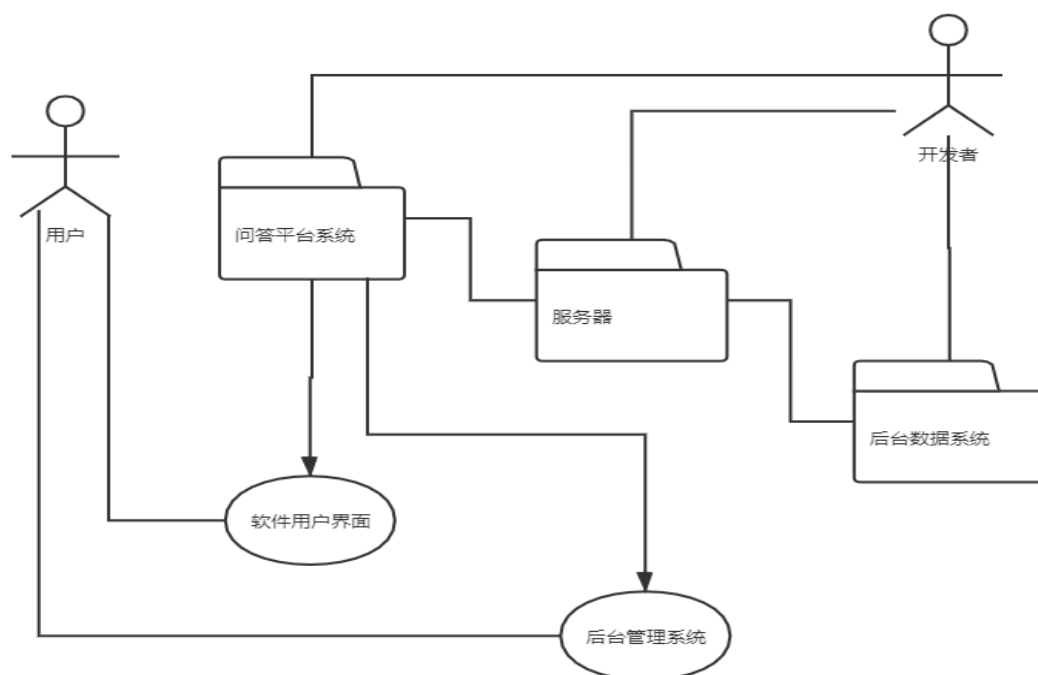 开发者
用户
问答平台系统
服务器
后台数据系统
软件用户界面
后台管理系统